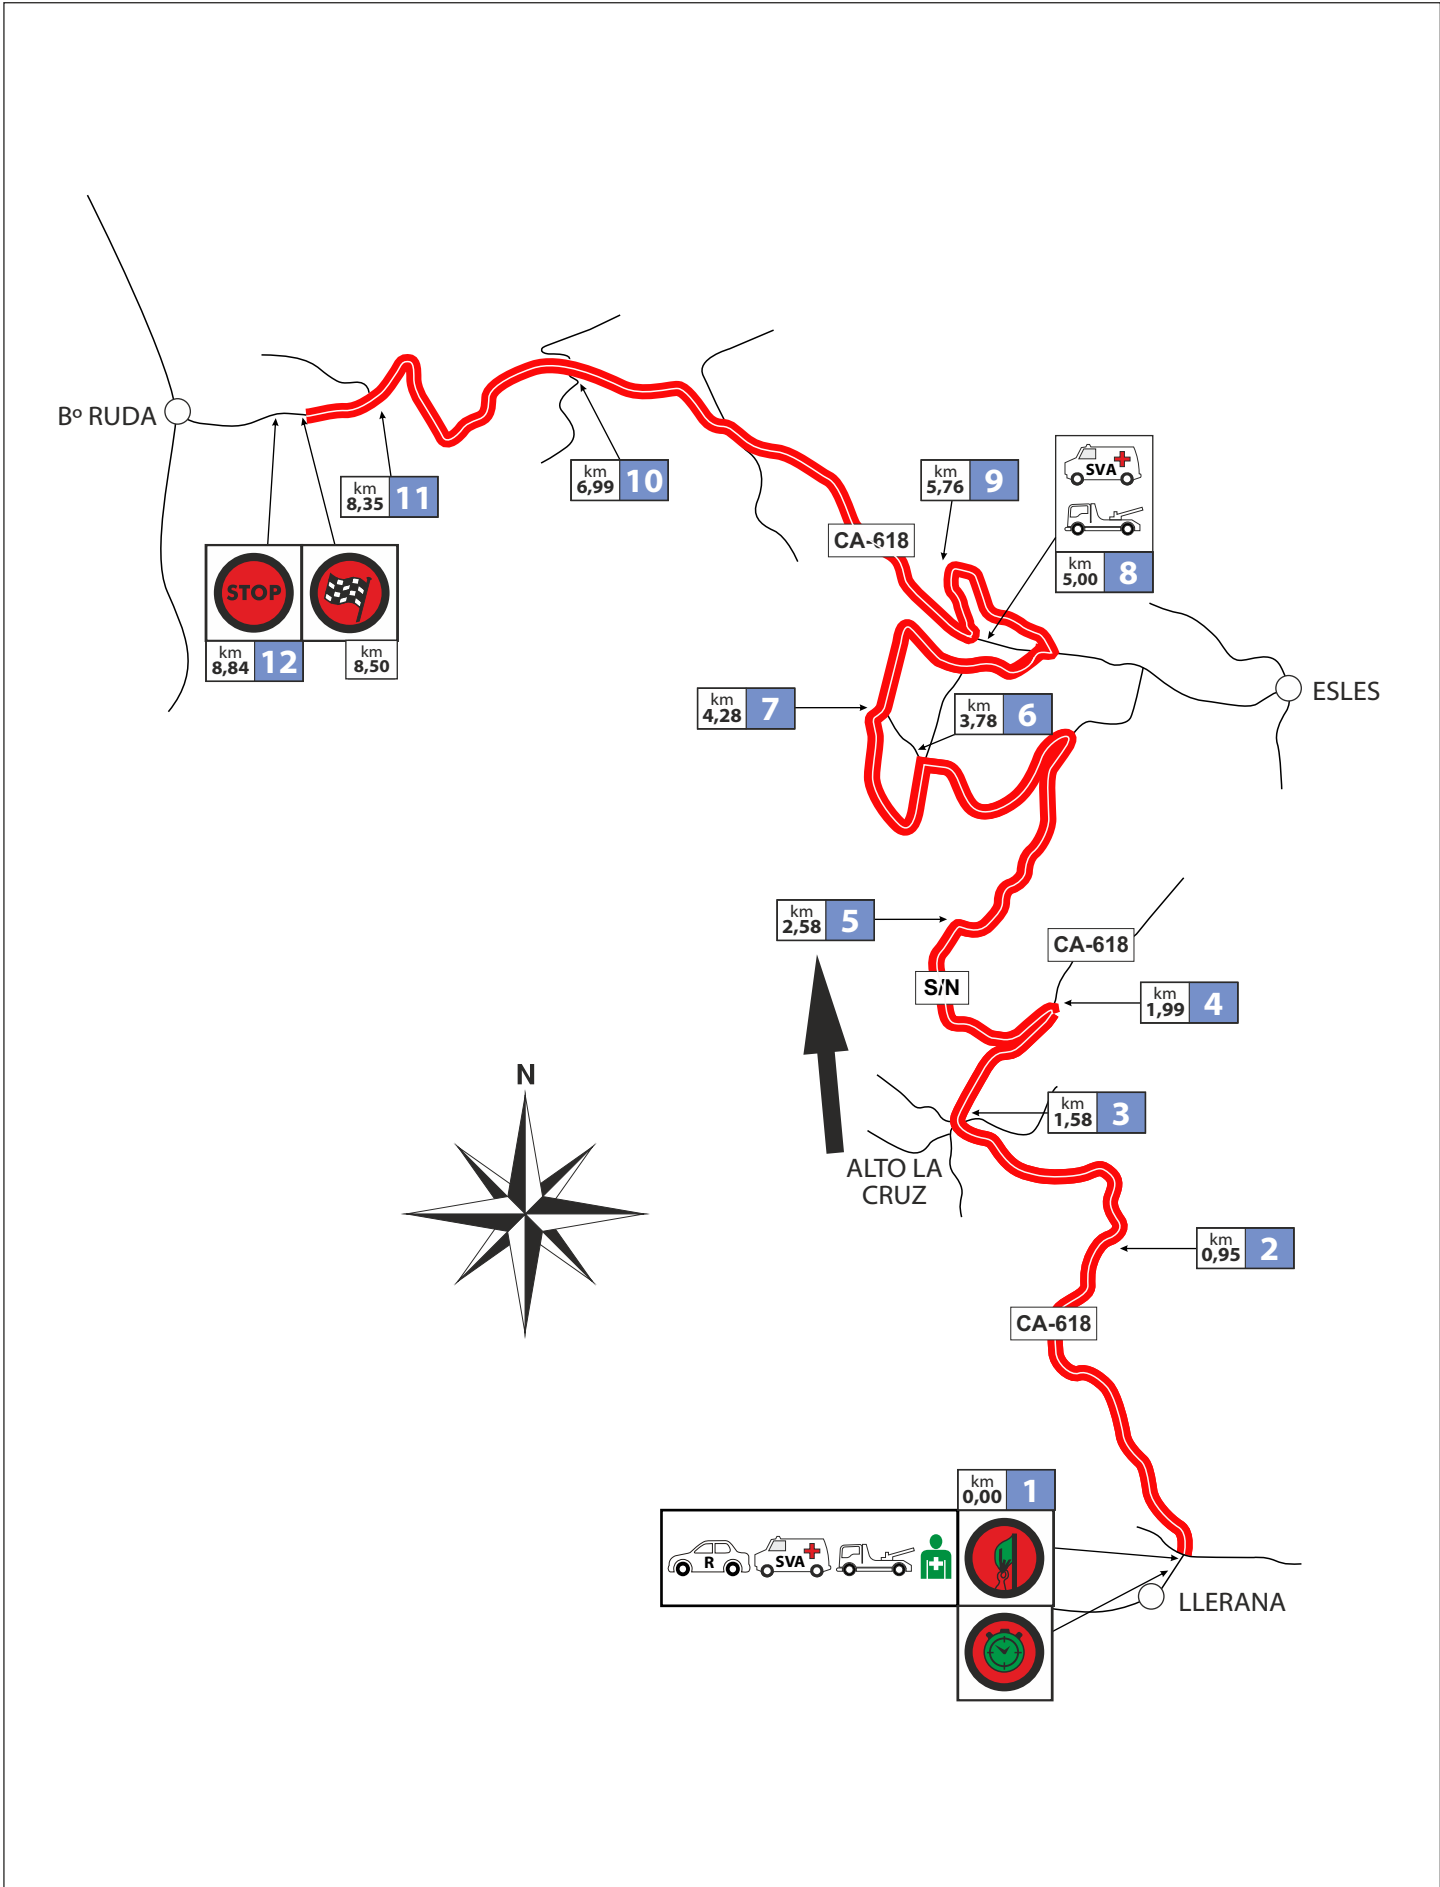 Bº RUDA
km
8,35
11
km
6,99
10
km
5,76
9
SVA
km
5,00
8
CA-618
STOP
km
8,84
12
km
8,50
ESLES
km
4,28
7
km
3,78
6
km
2,58
5
CA-618
S/N
km
1,99
4
N
km
1,58
3
ALTO LA
CRUZ
km
0,95
2
CA-618
km
0,00
1
R
SVA
LLERANA